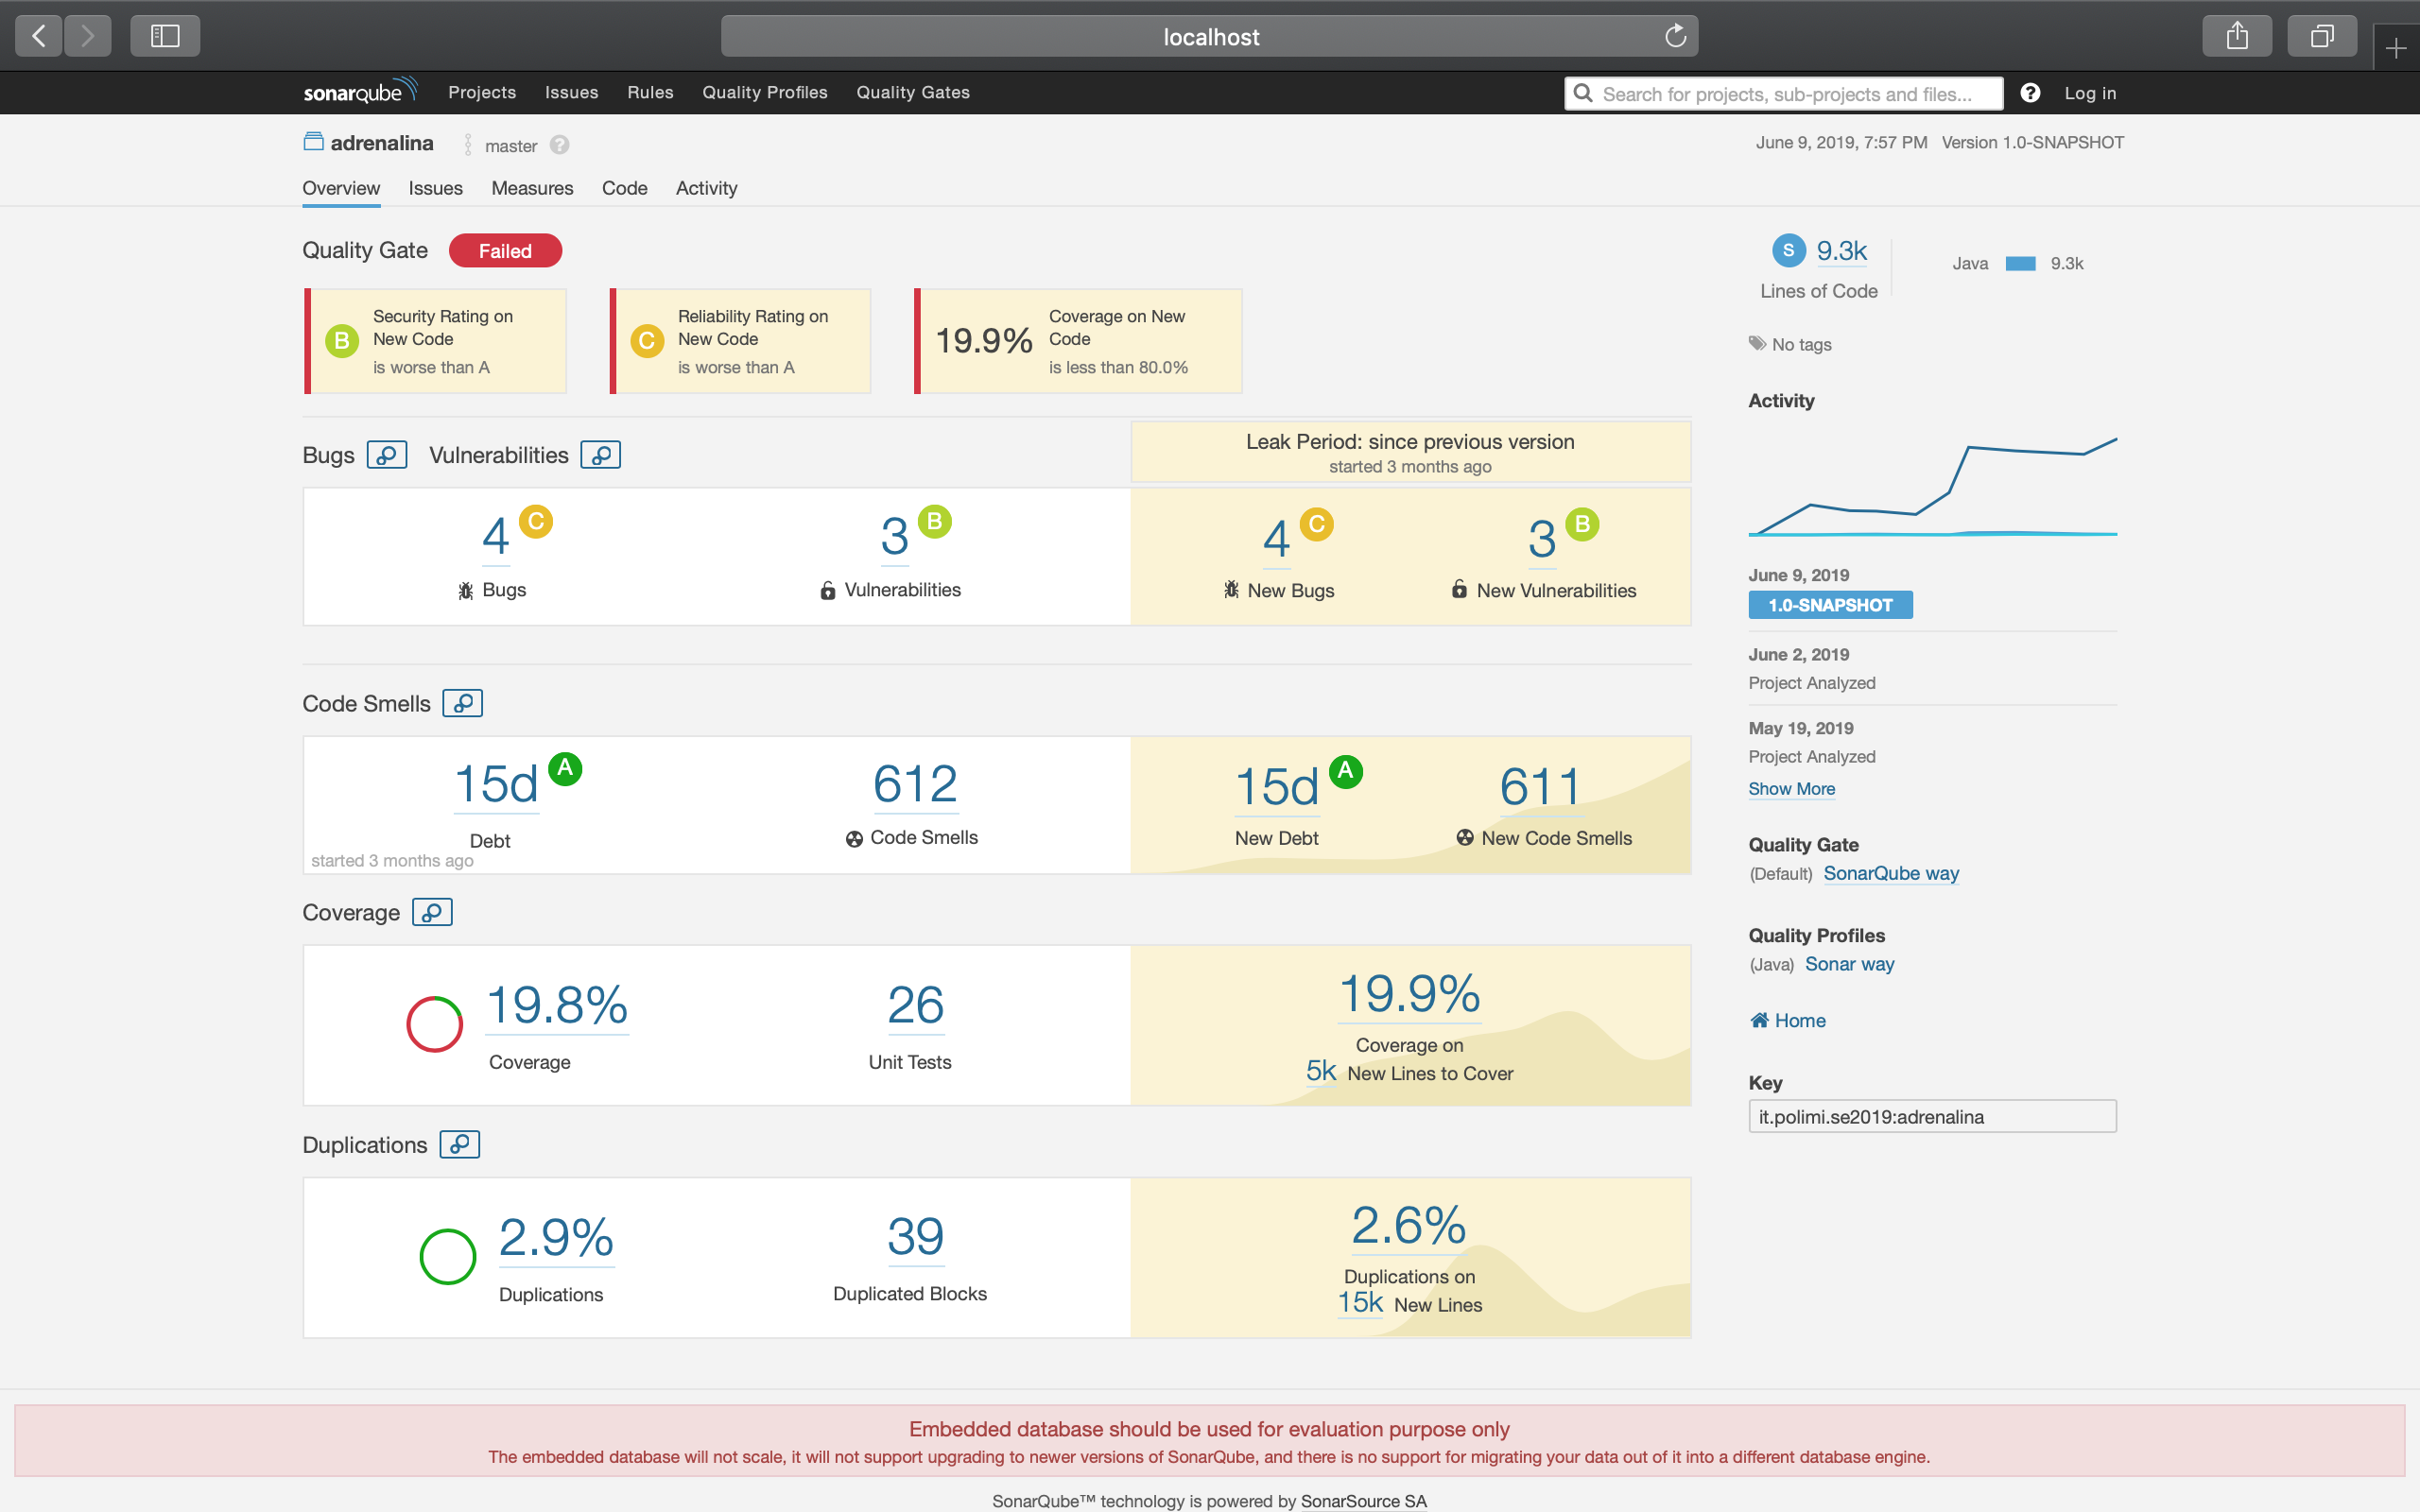 localhost
sonarqube Projects Issues Rules Quality Profiles Quality Gates Search for projects, sub-projects and files... ? Log in
adrenalina master ? June 9, 2019, 7:57 PM Version 1.0-SNAPSHOT
Overview Issues Measures Code Activity
Quality Gate Failed
B Security Rating on
New Code
is worse than A
C Reliability Rating on
New Code
is worse than A
19.9% Coverage on New
Code
is less than 80.0%
Bugs Vulnerabilities
Leak Period: since previous version
started 3 months ago
4 C
Bugs
3 B
Vulnerabilities
4 C
New Bugs
3 B
New Vulnerabilities
Code Smells
15d A
Debt
started 3 months ago
612
Code Smells
15d A
New Debt
611
New Code Smells
Coverage
19.8%
Coverage
26
Unit Tests
19.9%
Coverage on
5k New Lines to Cover
Duplications
2.9%
Duplications
39
Duplicated Blocks
2.6%
Duplications on
15k New Lines
S 9.3k
Lines of Code
Java 9.3k
No tags
Activity
June 9, 2019
1.0-SNAPSHOT
June 2, 2019
Project Analyzed
May 19, 2019
Project Analyzed
Show More
Quality Gate
(Default) SonarQube way
Quality Profiles
(Java) Sonar way
Home
Key
it.polimi.se2019:adrenalina
Embedded database should be used for evaluation purpose only
The embedded database will not scale, it will not support upgrading to newer versions of SonarQube, and there is no support for migrating your data out of it into a different database engine.
SonarQube™ technology is powered by SonarSource SA